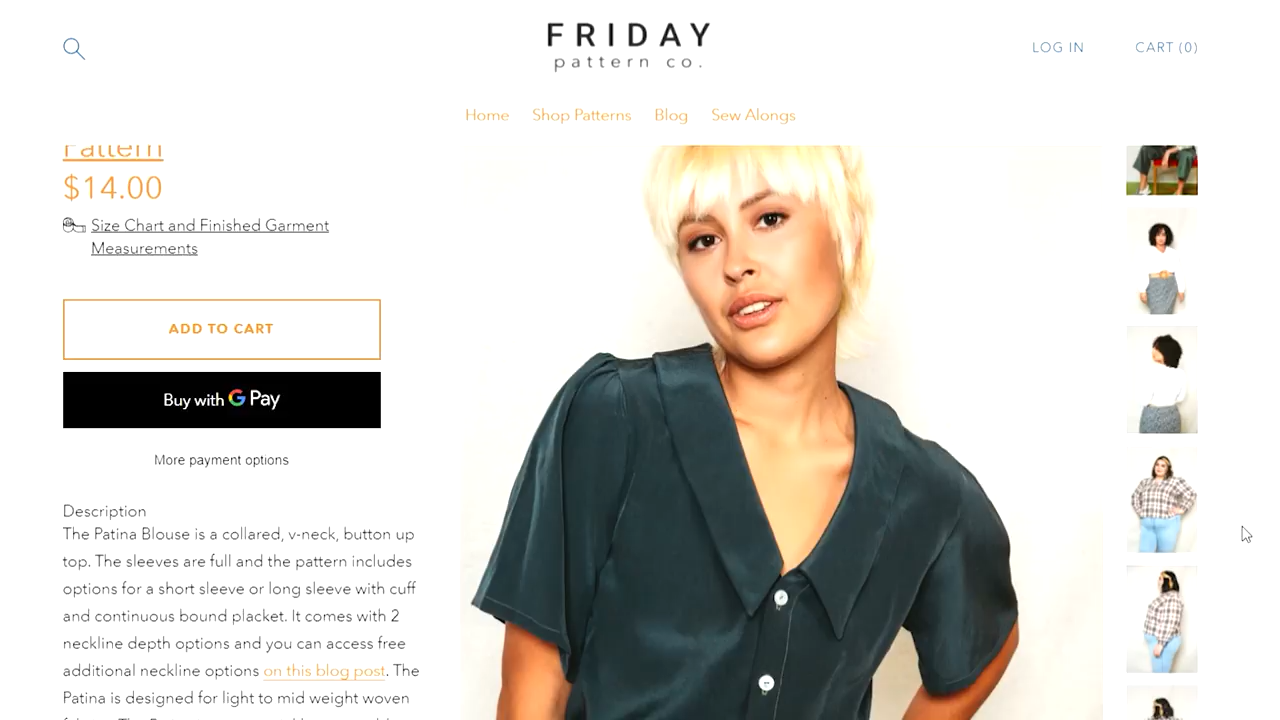 FRIDAY
pattern co.
LOG IN
CART (0)
Home
Shop Patterns
Blog
Sew Alongs
Pattern
$14.00
Size Chart and Finished Garment
Measurements
ADD TO CART
Buy with G Pay
More payment options
Description
The Patina Blouse is a collared, v-neck, button up
top. The sleeves are full and the pattern includes
options for a short sleeve or long sleeve with cuff
and continuous bound placket. It comes with 2
neckline depth options and you can access free
additional neckline options on this blog post. The
Patina is designed for light to mid weight woven